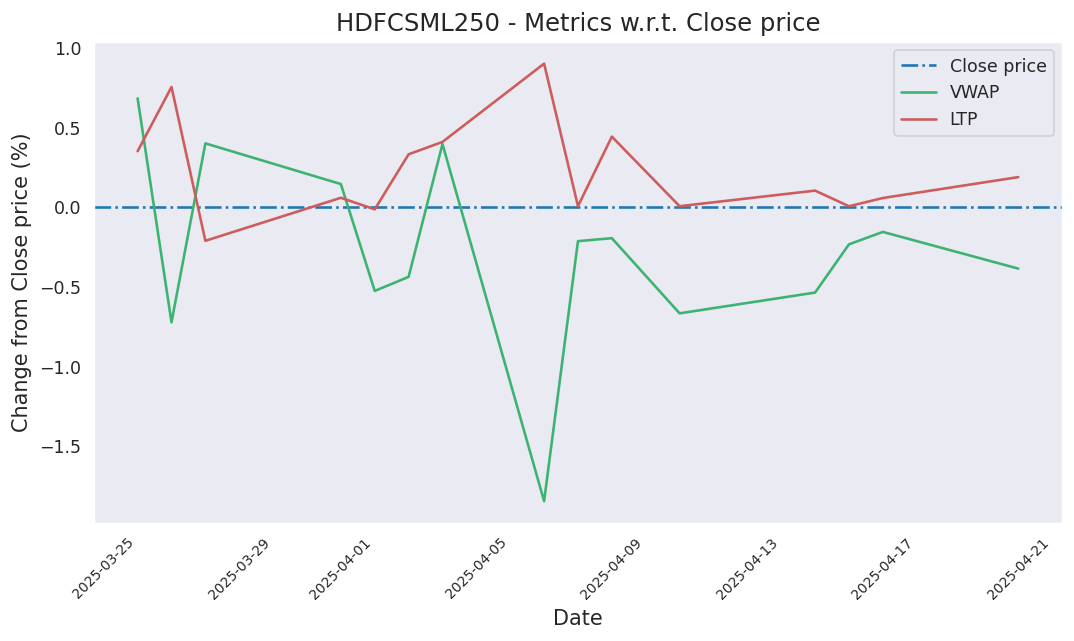 HDFCSML250 - Metrics w.r.t. Close price
Close price
VWAP
LTP
Change from Close price (%)
1.0
0.5
0.0
−0.5
−1.0
−1.5
2025-03-25
2025-03-29
2025-04-01
2025-04-05
2025-04-09
2025-04-13
2025-04-17
2025-04-21
Date